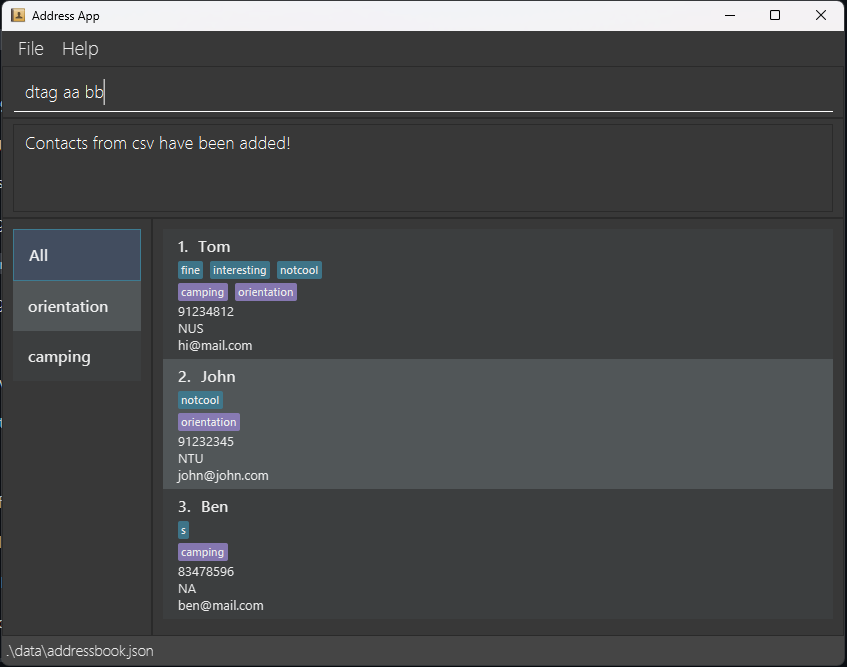 Address App
File Help
dtag aa bb
Contacts from csv have been added!
All
orientation
camping
1. Tom
fine interesting notcool
camping orientation
91234812
NUS
hi@mail.com
2. John
notcool
orientation
91232345
NTU
john@john.com
3. Ben
s
camping
83478596
NA
ben@mail.com
.\data\addressbook.json